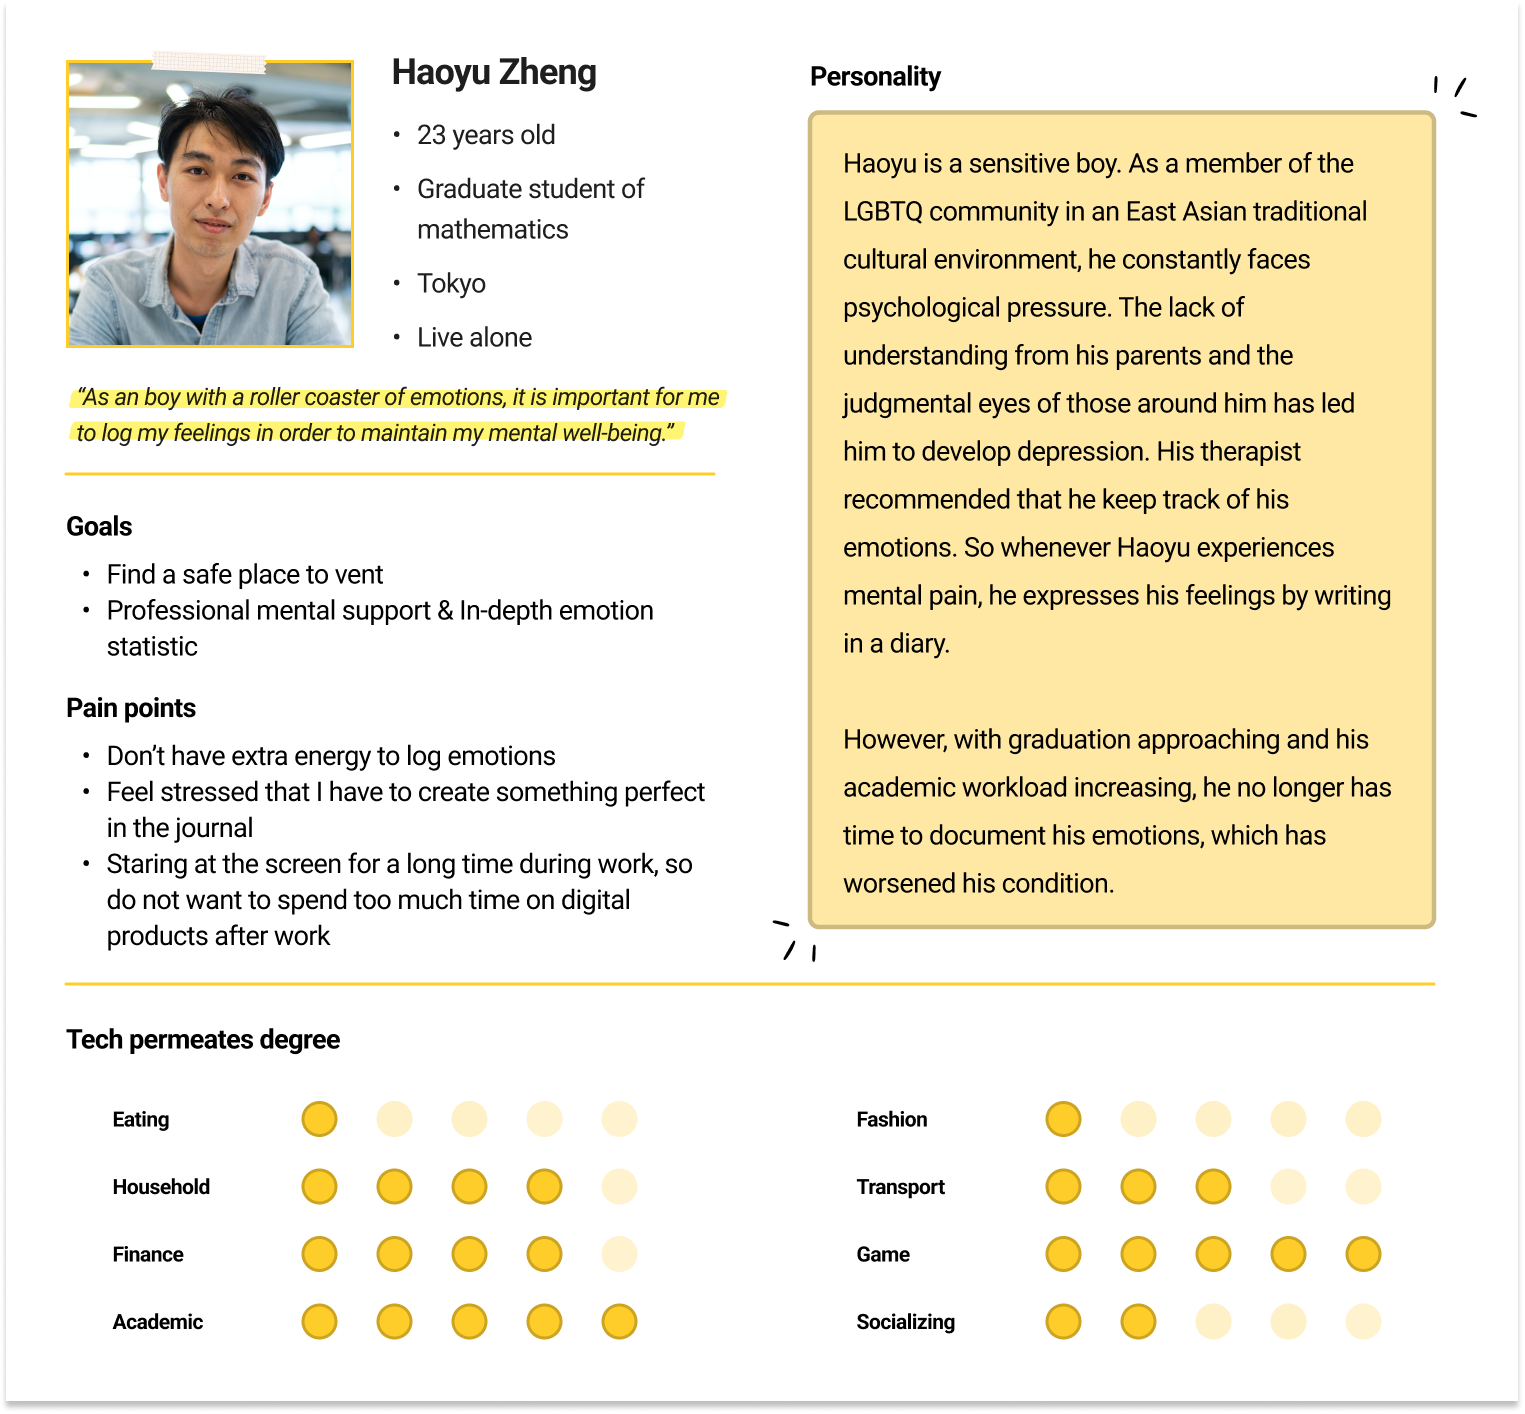 Haoyu Zheng
• 23 years old
• Graduate student of
mathematics
• Tokyo
• Live alone
“As an boy with a roller coaster of emotions, it is important for me
to log my feelings in order to maintain my mental well-being.”
Goals
• Find a safe place to vent
• Professional mental support & In-depth emotion
statistic
Pain points
• Don’t have extra energy to log emotions
• Feel stressed that I have to create something perfect
in the journal
• Staring at the screen for a long time during work, so
do not want to spend too much time on digital
products after work
Personality
Haoyu is a sensitive boy. As a member of the
LGBTQ community in an East Asian traditional
cultural environment, he constantly faces
psychological pressure. The lack of
understanding from his parents and the
judgmental eyes of those around him has led
him to develop depression. His therapist
recommended that he keep track of his
emotions. So whenever Haoyu experiences
mental pain, he expresses his feelings by writing
in a diary.
However, with graduation approaching and his
academic workload increasing, he no longer has
time to document his emotions, which has
worsened his condition.
Tech permeates degree
Eating
Household
Finance
Academic
Fashion
Transport
Game
Socializing